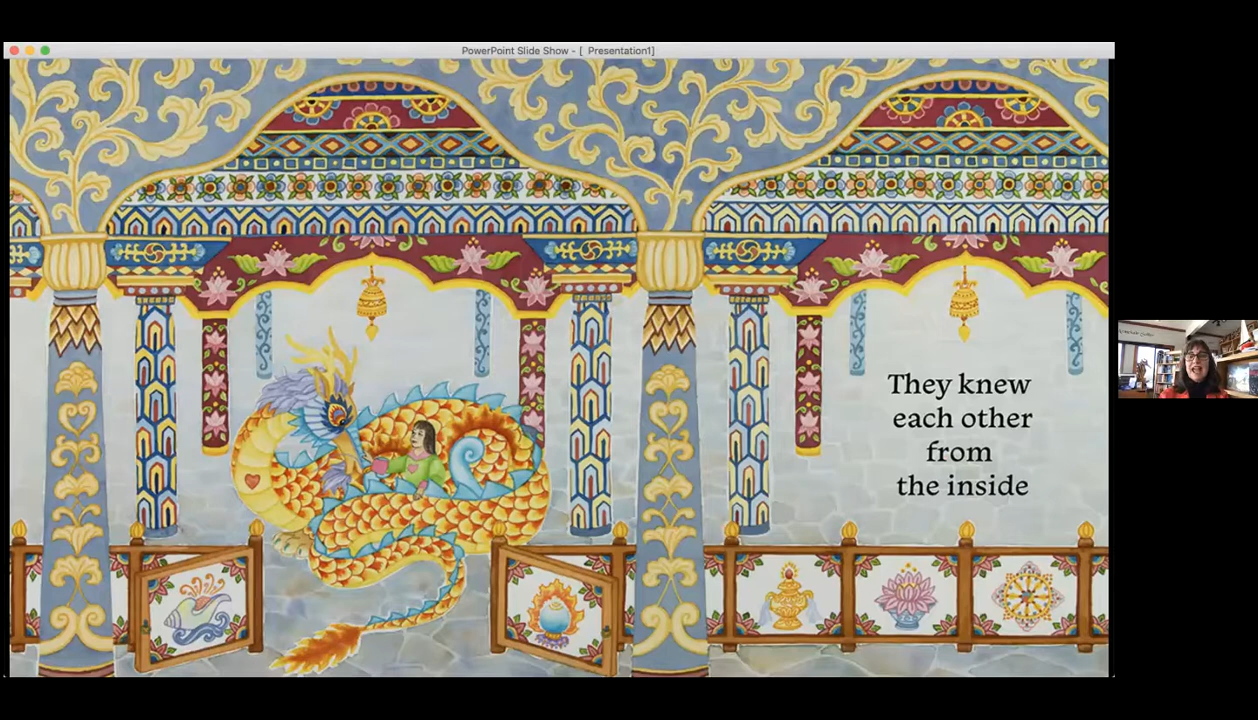 PowerPoint Slide Show - [ Presentation1]
They knew
each other
from
the inside